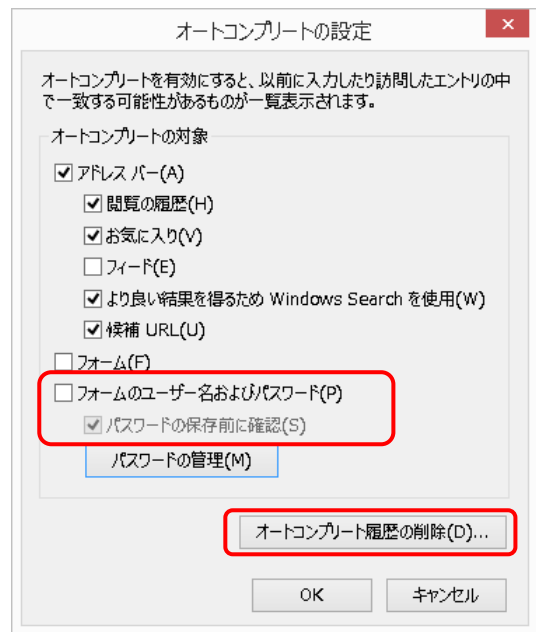 オートコンプリートの設定
オートコンプリートを有効にすると、以前に入力したり訪問したエントリの中
で一致する可能性があるものが一覧表示されます。
オートコンプリートの対象
アドレス バー(A)
閲覧の履歴(H)
お気に入り(V)
フィード(E)
より良い結果を得るため Windows Search を使用(W)
候補 URL(U)
フォーム(F)
フォームのユーザー名およびパスワード(P)
パスワードの保存前に確認(S)
パスワードの管理(M)
オートコンプリート履歴の削除(D)...
OK キャンセル